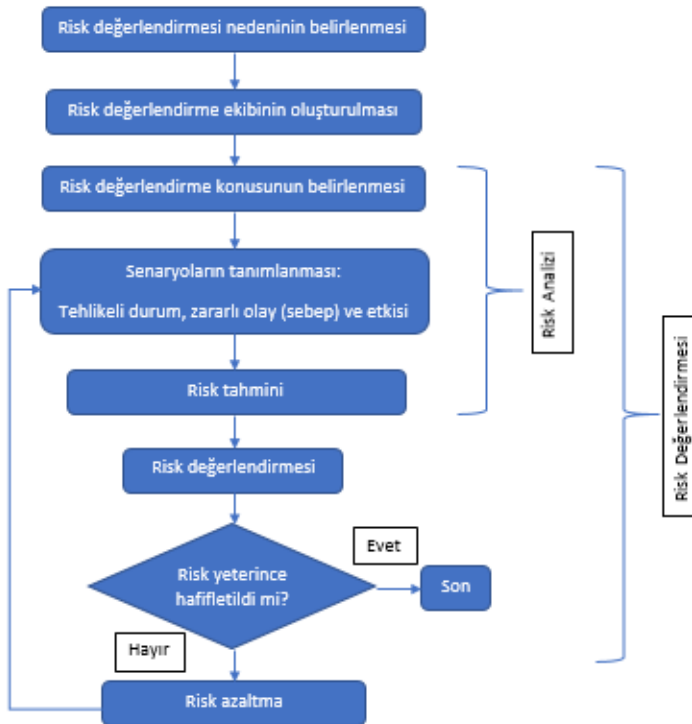 Risk değerlendirmesi nedeninin belirlenmesi
Risk değerlendirme ekibinin oluşturulması
Risk değerlendirme konusunun belirlenmesi
Senaryoların tanımlanması:
Tehlikeli durum, zararlı olay (sebep) ve etkisi
Risk tahmini
Risk Analizi
Risk değerlendirmesi
Risk Değerlendirmesi
Risk yeterince
hafifletildi mi?
Evet
Son
Hayır
Risk azaltma